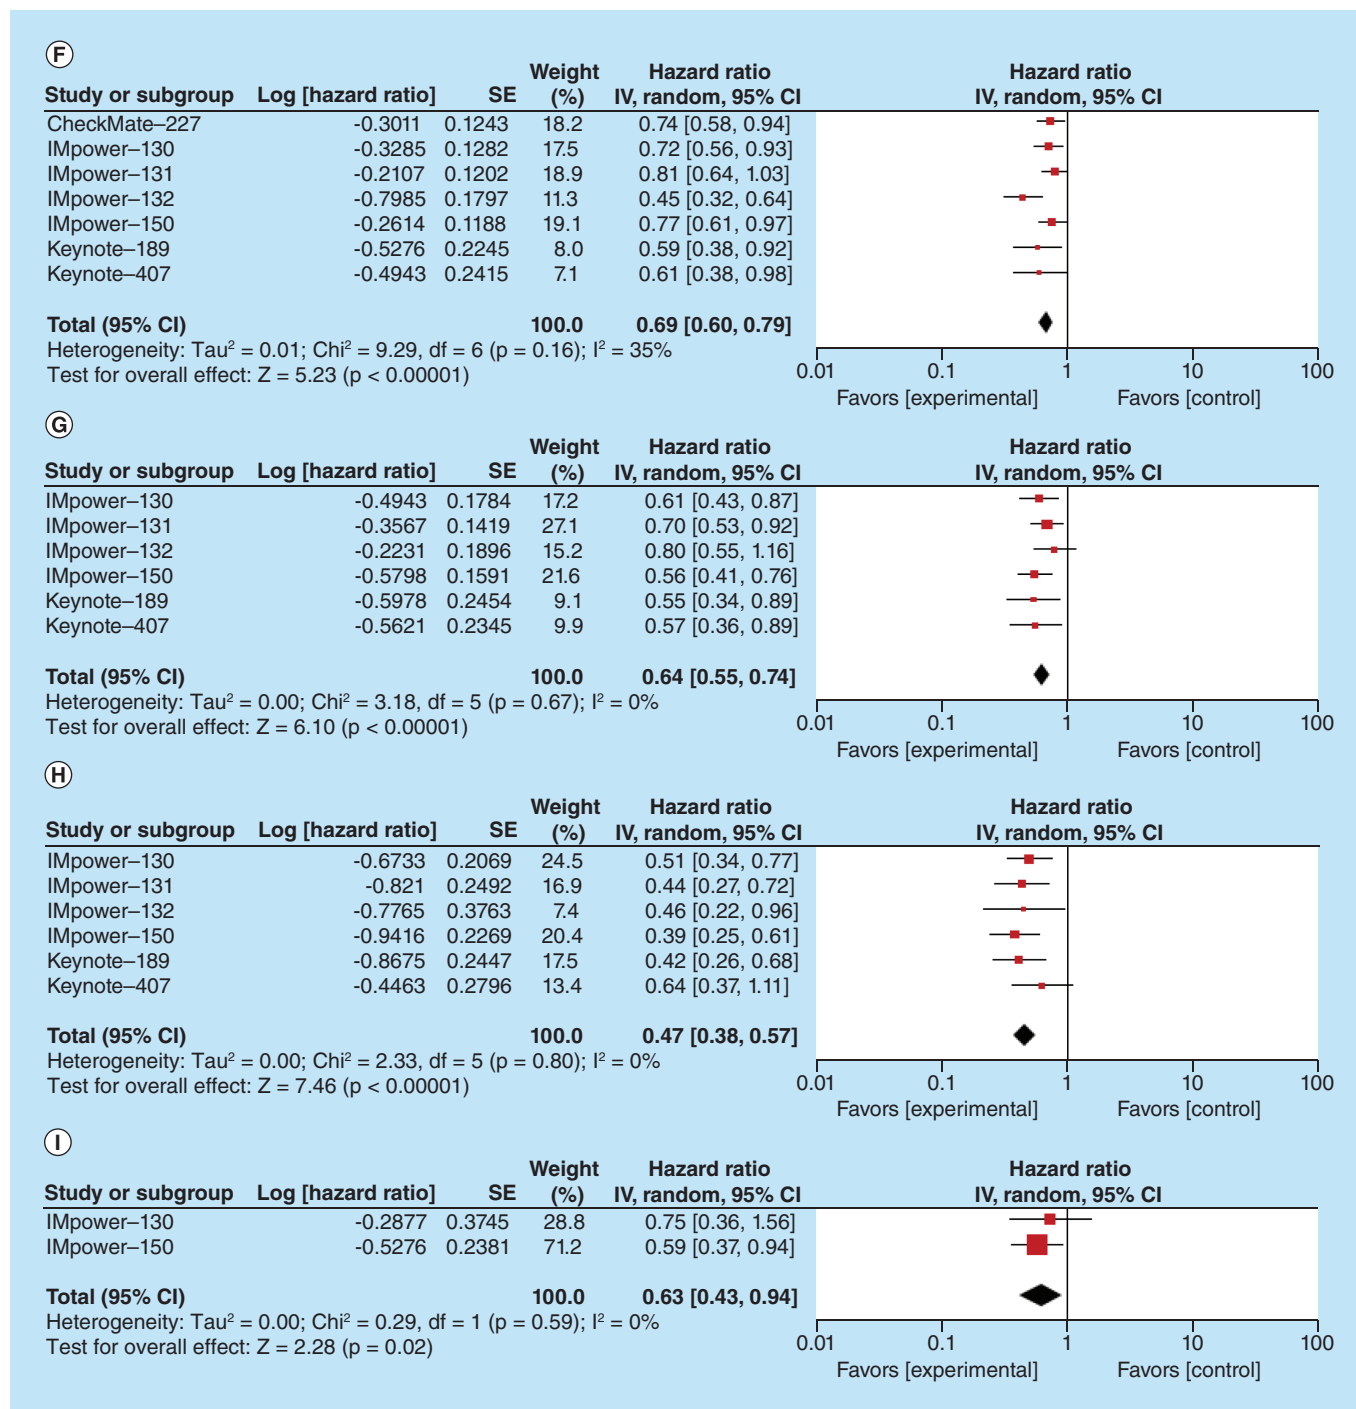 F
Weight Hazard ratio Hazard ratio
Study or subgroup Log [hazard ratio] SE (%) IV, random, 95% CI IV, random, 95% CI
CheckMate–227 -0.3011 0.1243 18.2 0.74 [0.58, 0.94]
IMpower–130 -0.3285 0.1282 17.5 0.72 [0.56, 0.93]
IMpower–131 -0.2107 0.1202 18.9 0.81 [0.64, 1.03]
IMpower–132 -0.7985 0.1797 11.3 0.45 [0.32, 0.64]
IMpower–150 -0.2614 0.1188 19.1 0.77 [0.61, 0.97]
Keynote–189 -0.5276 0.2245 8.0 0.59 [0.38, 0.92]
Keynote–407 -0.4943 0.2415 7.1 0.61 [0.38, 0.98]
Total (95% CI) 100.0 0.69 [0.60, 0.79]
Heterogeneity: Tau² = 0.01; Chi² = 9.29, df = 6 (p = 0.16); I² = 35%
Test for overall effect: Z = 5.23 (p < 0.00001)
0.01 0.1 1 10 100
Favors [experimental] Favors [control]
G
Weight Hazard ratio Hazard ratio
Study or subgroup Log [hazard ratio] SE (%) IV, random, 95% CI IV, random, 95% CI
IMpower–130 -0.4943 0.1784 17.2 0.61 [0.43, 0.87]
IMpower–131 -0.3567 0.1419 27.1 0.70 [0.53, 0.92]
IMpower–132 -0.2231 0.1896 15.2 0.80 [0.55, 1.16]
IMpower–150 -0.5798 0.1591 21.6 0.56 [0.41, 0.76]
Keynote–189 -0.5978 0.2454 9.1 0.55 [0.34, 0.89]
Keynote–407 -0.5621 0.2345 9.9 0.57 [0.36, 0.89]
Total (95% CI) 100.0 0.64 [0.55, 0.74]
Heterogeneity: Tau² = 0.00; Chi² = 3.18, df = 5 (p = 0.67); I² = 0%
Test for overall effect: Z = 6.10 (p < 0.00001)
0.01 0.1 1 10 100
Favors [experimental] Favors [control]
H
Weight Hazard ratio Hazard ratio
Study or subgroup Log [hazard ratio] SE (%) IV, random, 95% CI IV, random, 95% CI
IMpower–130 -0.6733 0.2069 24.5 0.51 [0.34, 0.77]
IMpower–131 -0.821 0.2492 16.9 0.44 [0.27, 0.72]
IMpower–132 -0.7765 0.3763 7.4 0.46 [0.22, 0.96]
IMpower–150 -0.9416 0.2269 20.4 0.39 [0.25, 0.61]
Keynote–189 -0.8675 0.2447 17.5 0.42 [0.26, 0.68]
Keynote–407 -0.4463 0.2796 13.4 0.64 [0.37, 1.11]
Total (95% CI) 100.0 0.47 [0.38, 0.57]
Heterogeneity: Tau² = 0.00; Chi² = 2.33, df = 5 (p = 0.80); I² = 0%
Test for overall effect: Z = 7.46 (p < 0.00001)
0.01 0.1 1 10 100
Favors [experimental] Favors [control]
I
Weight Hazard ratio Hazard ratio
Study or subgroup Log [hazard ratio] SE (%) IV, random, 95% CI IV, random, 95% CI
IMpower–130 -0.2877 0.3745 28.8 0.75 [0.36, 1.56]
IMpower–150 -0.5276 0.2381 71.2 0.59 [0.37, 0.94]
Total (95% CI) 100.0 0.63 [0.43, 0.94]
Heterogeneity: Tau² = 0.00; Chi² = 0.29, df = 1 (p = 0.59); I² = 0%
Test for overall effect: Z = 2.28 (p = 0.02)
0.01 0.1 1 10 100
Favors [experimental] Favors [control]